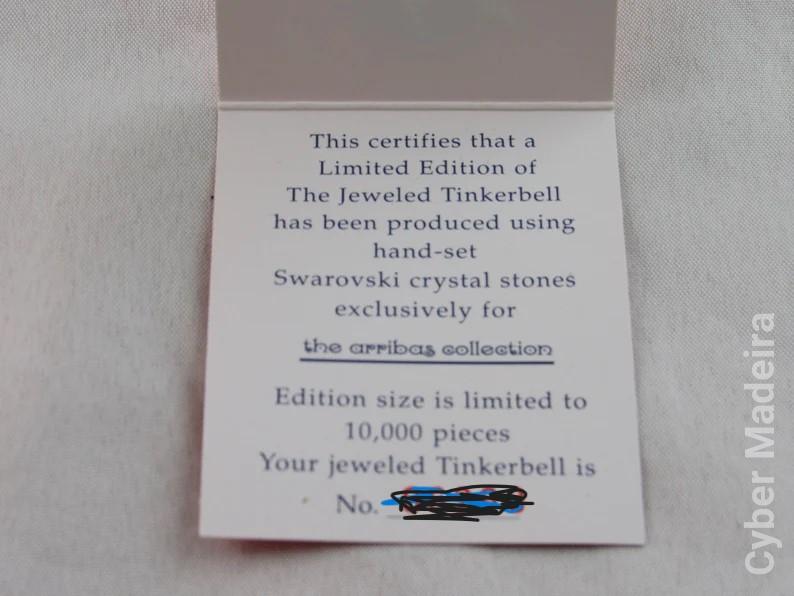 This certifies that a
Limited Edition of
The Jeweled Tinkerbell
has been produced using
hand-set
Swarovski crystal stones
exclusively for
the arribas collection
Edition size is limited to
10,000 pieces
Your jeweled Tinkerbell is
No.
Cyber Madeira